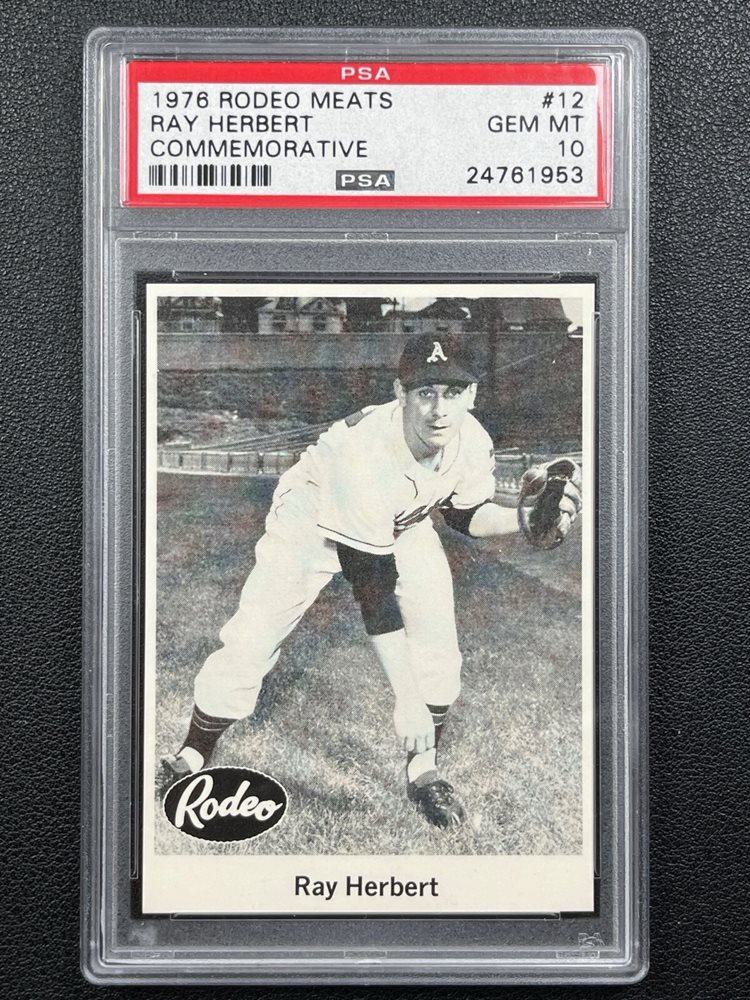 PSA
1976 RODEO MEATS #12
RAY HERBERT GEM MT
COMMEMORATIVE 10
PSA 24761953
A
Rodeo
Ray Herbert